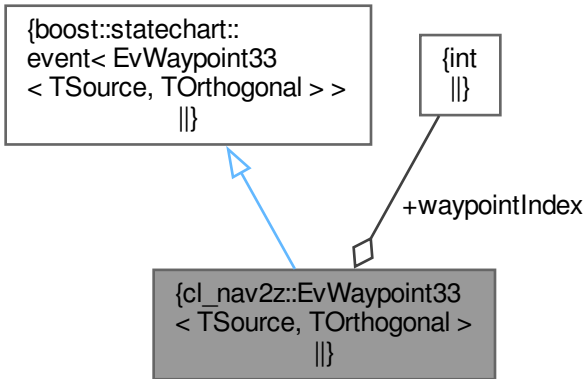 {boost::statechart::
event< EvWaypoint33
< TSource, TOrthogonal > >
||}
{int
||}
+waypointIndex
{cl_nav2z::EvWaypoint33
< TSource, TOrthogonal >
||}